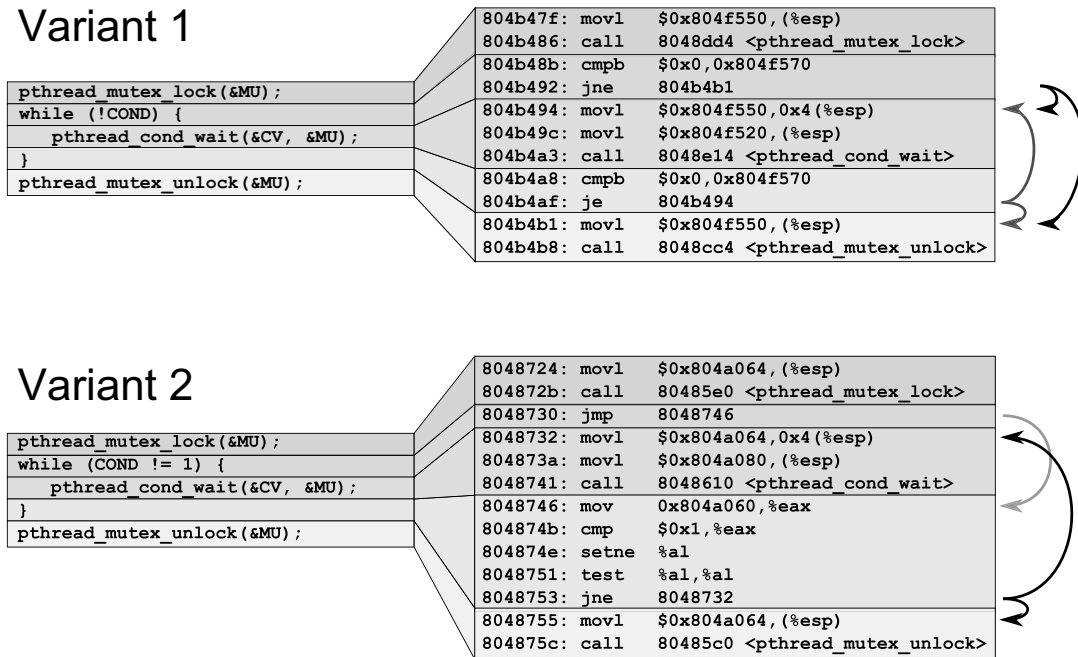 Variant 1
pthread_mutex_lock(&MU);
while (!COND) {
pthread_cond_wait(&CV, &MU);
}
pthread_mutex_unlock(&MU);
804b47f: movl $0x804f550,(%esp)
804b486: call 8048dd4 <pthread_mutex_lock>
804b48b: cmpb $0x0,0x804f570
804b492: jne 804b4b1
804b494: movl $0x804f550,0x4(%esp)
804b49c: movl $0x804f520,(%esp)
804b4a3: call 8048e14 <pthread_cond_wait>
804b4a8: cmpb $0x0,0x804f570
804b4af: je 804b494
804b4b1: movl $0x804f550,(%esp)
804b4b8: call 8048cc4 <pthread_mutex_unlock>
Variant 2
pthread_mutex_lock(&MU);
while (COND != 1) {
pthread_cond_wait(&CV, &MU);
}
pthread_mutex_unlock(&MU);
8048724: movl $0x804a064,(%esp)
804872b: call 80485e0 <pthread_mutex_lock>
8048730: jmp 8048746
8048732: movl $0x804a064,0x4(%esp)
804873a: movl $0x804a080,(%esp)
8048741: call 8048610 <pthread_cond_wait>
8048746: mov 0x804a060,%eax
804874b: cmp $0x1,%eax
804874e: setne %al
8048751: test %al,%al
8048753: jne 8048732
8048755: movl $0x804a064,(%esp)
804875c: call 80485c0 <pthread_mutex_unlock>